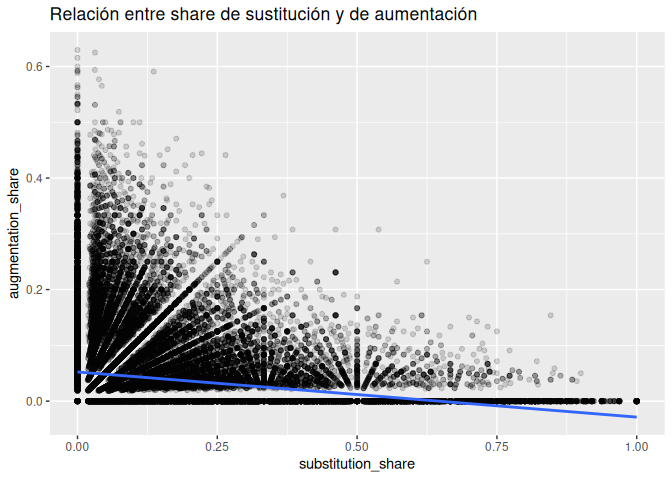 Relación entre share de sustitución y de aumentación
augmentation_share
0.6
0.4
0.2
0.0
0.00 0.25 0.50 0.75 1.00
substitution_share